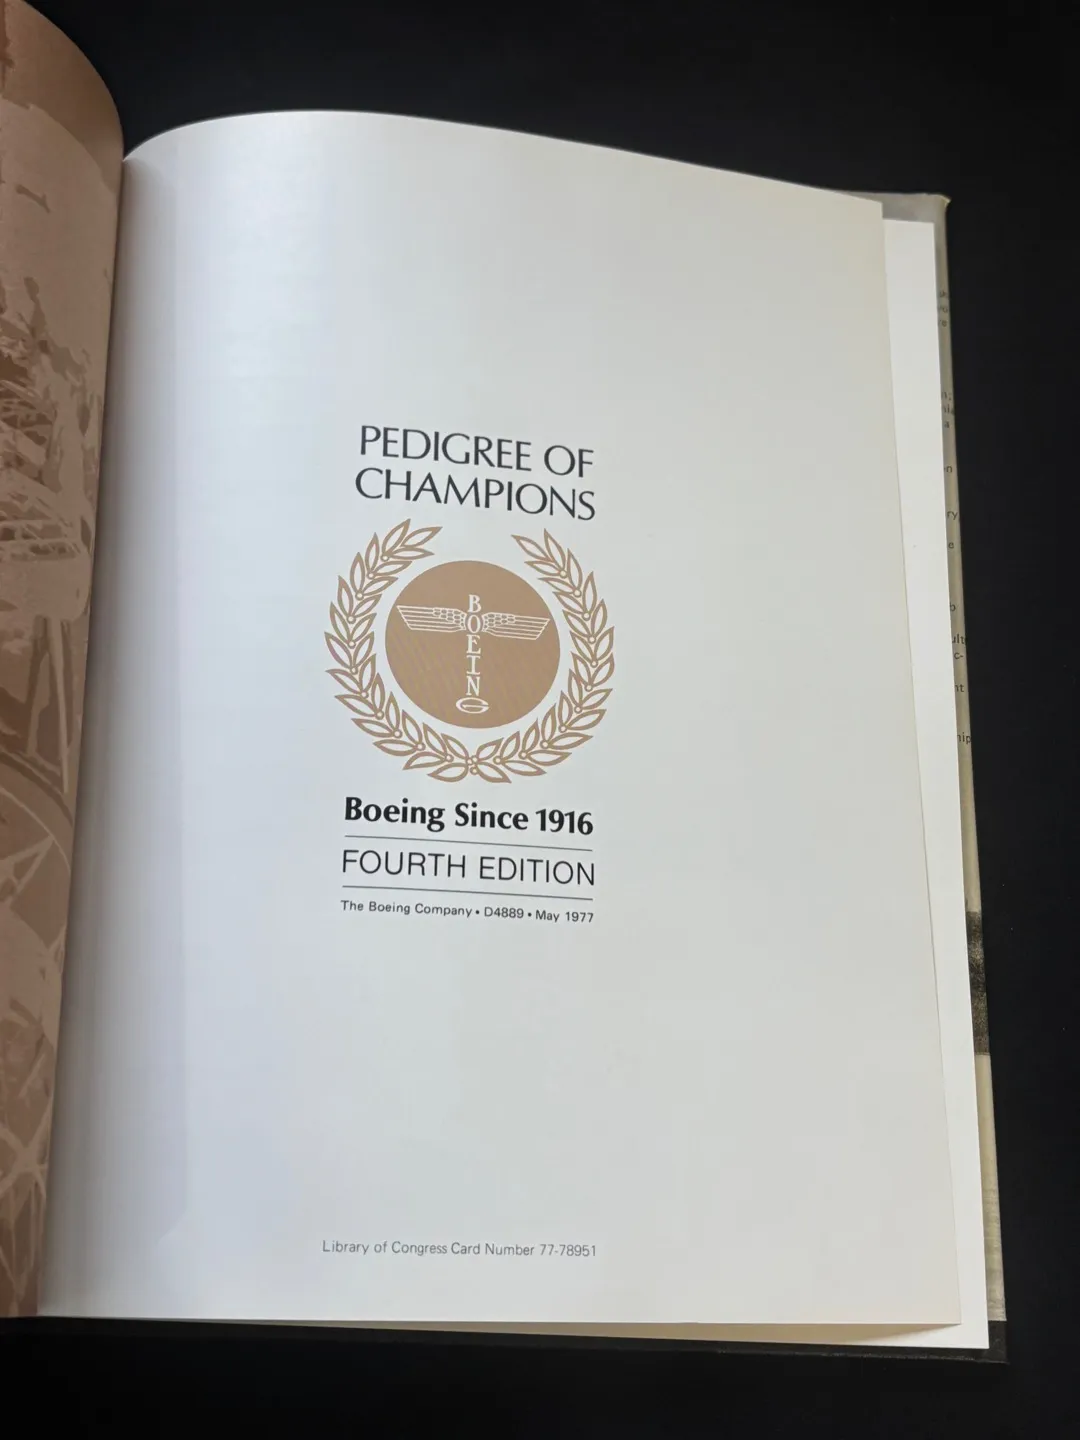 PEDIGREE OF
CHAMPIONS
BOEING
Boeing Since 1916
FOURTH EDITION
The Boeing Company • D4889 • May 1977
Library of Congress Card Number 77-78951